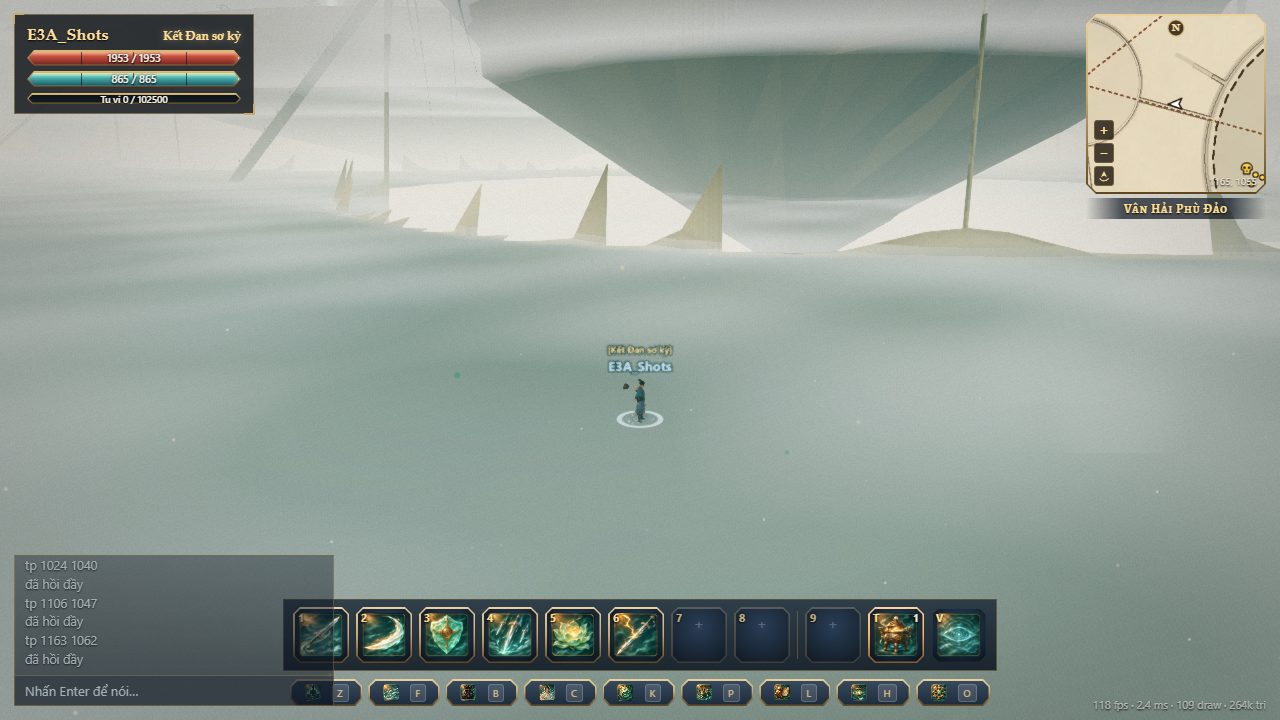 E3A_Shots
Kết Đan sơ kỳ
1953 / 1953
865 / 865
Tu vi 0 / 102500
N
+
−
Vân Hải Phù Đảo
[Kết Đan sơ kỳ]
E3A_Shots
tp 1024 1040
đã hồi đầy
tp 1106 1047
đã hồi đầy
tp 1163 1062
đã hồi đầy
Nhấn Enter để nói...
1 2 3 4 5 6 7 8 9 T 1 V
+ + +
Z F B C K P L H O
118 fps · 2.4 ms · 109 draw · 264k tri